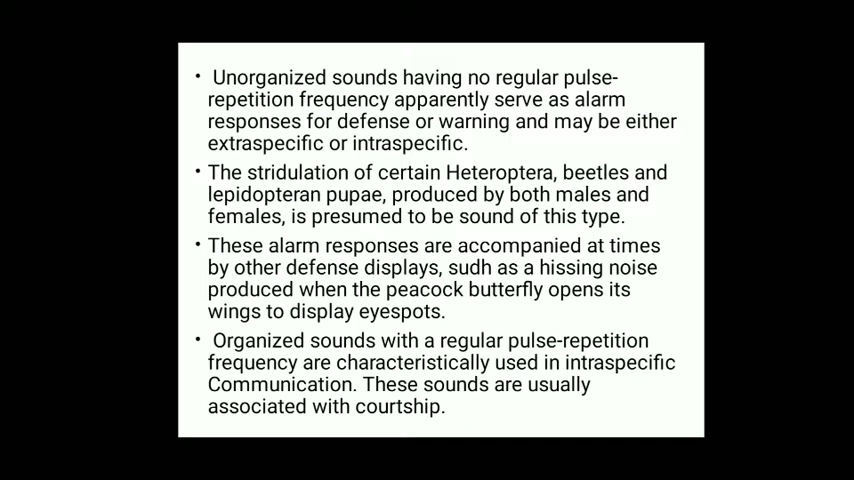 • Unorganized sounds having no regular pulse-
repetition frequency apparently serve as alarm
responses for defense or warning and may be either
extraspecific or intraspecific.
• The stridulation of certain Heteroptera, beetles and
lepidopteran pupae, produced by both males and
females, is presumed to be sound of this type.
• These alarm responses are accompanied at times
by other defense displays, sudh as a hissing noise
produced when the peacock butterfly opens its
wings to display eyespots.
• Organized sounds with a regular pulse-repetition
frequency are characteristically used in intraspecific
Communication. These sounds are usually
associated with courtship.